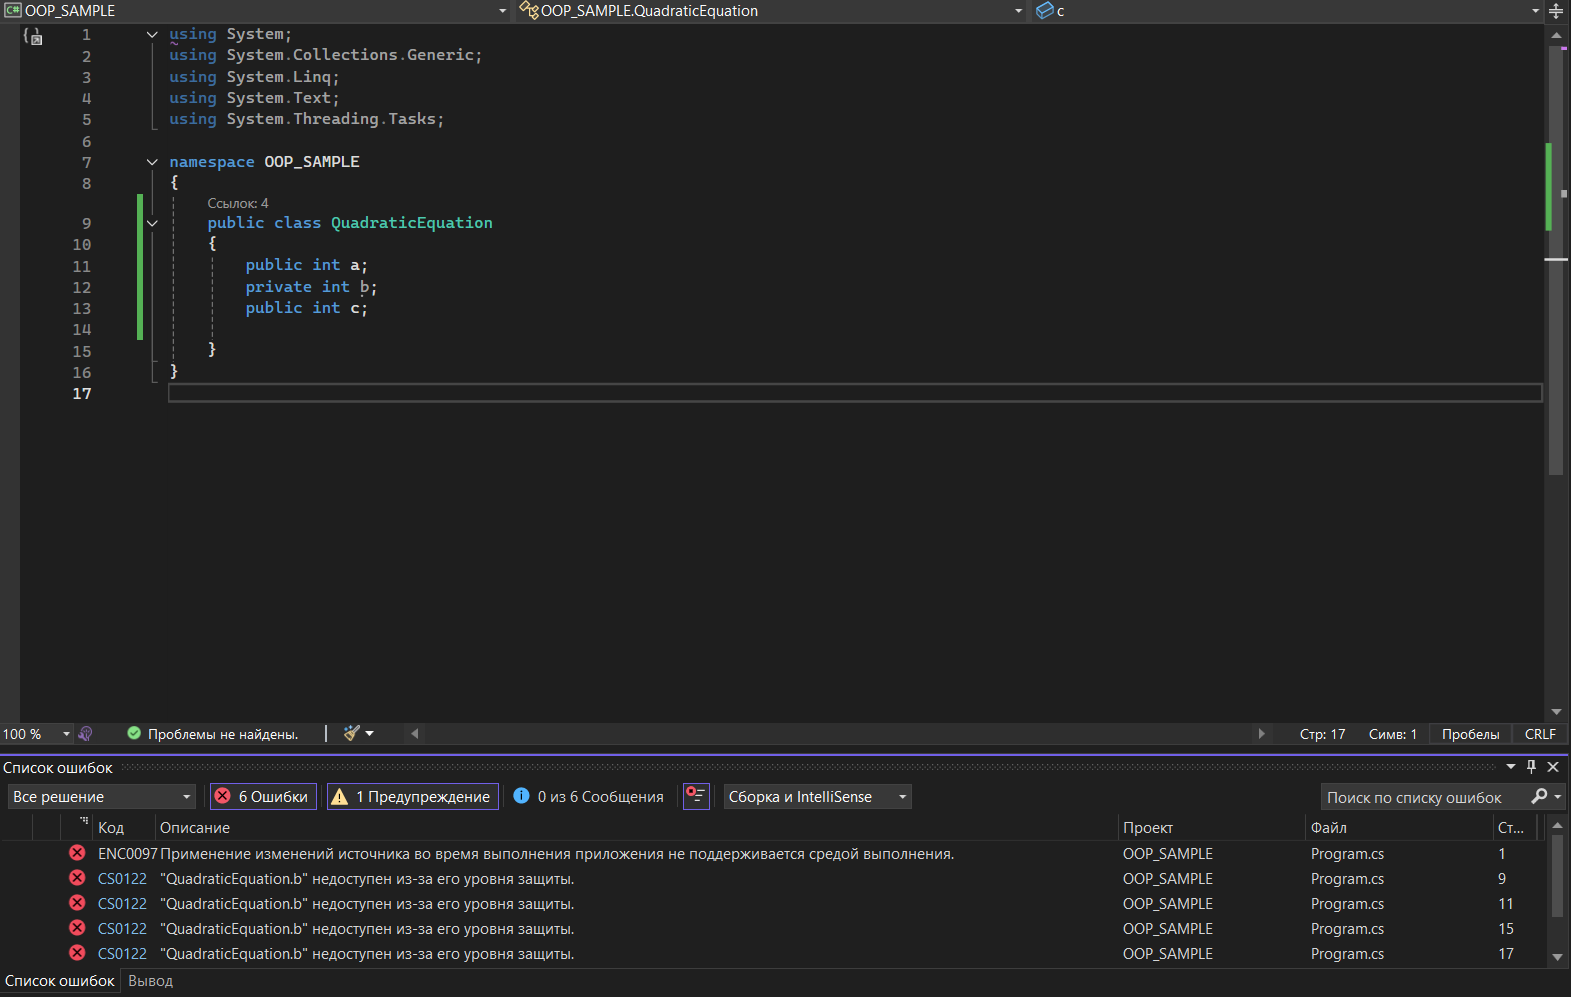 OOP_SAMPLE OOP_SAMPLE.QuadraticEquation c
1 using System;
2 using System.Collections.Generic;
3 using System.Linq;
4 using System.Text;
5 using System.Threading.Tasks;
6
7 namespace OOP_SAMPLE
8 {
Ссылок: 4
9 public class QuadraticEquation
10 {
11 public int a;
12 private int b;
13 public int c;
14
15 }
16 }
17
100 % Проблемы не найдены. Стр: 17 Симв: 1 Пробелы CRLF
Список ошибок
Все решение 6 Ошибки 1 Предупреждение 0 из 6 Сообщения Сборка и IntelliSense Поиск по списку ошибок
Код Описание Проект Файл Ст...
ENC0097 Применение изменений источника во время выполнения приложения не поддерживается средой выполнения. OOP_SAMPLE Program.cs 1
CS0122 "QuadraticEquation.b" недоступен из-за его уровня защиты. OOP_SAMPLE Program.cs 9
CS0122 "QuadraticEquation.b" недоступен из-за его уровня защиты. OOP_SAMPLE Program.cs 11
CS0122 "QuadraticEquation.b" недоступен из-за его уровня защиты. OOP_SAMPLE Program.cs 15
CS0122 "QuadraticEquation.b" недоступен из-за его уровня защиты. OOP_SAMPLE Program.cs 17
Список ошибок Вывод